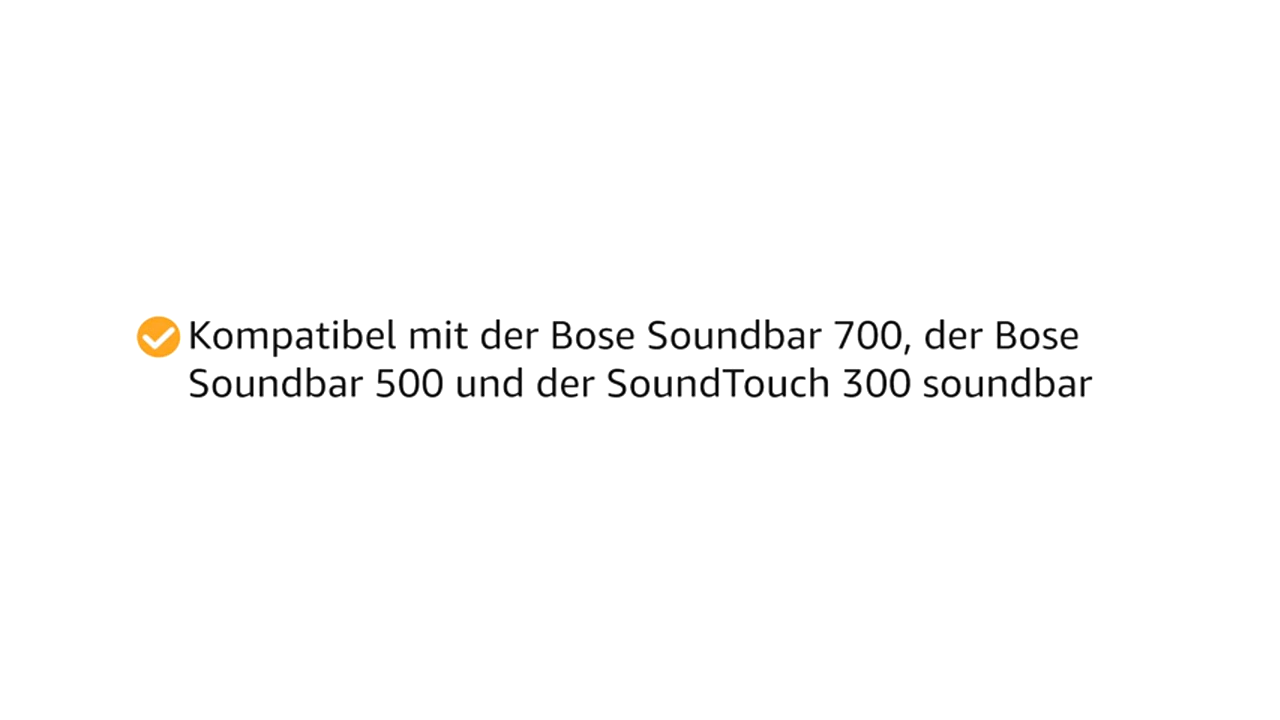 Kompatibel mit der Bose Soundbar 700, der Bose
Soundbar 500 und der SoundTouch 300 soundbar